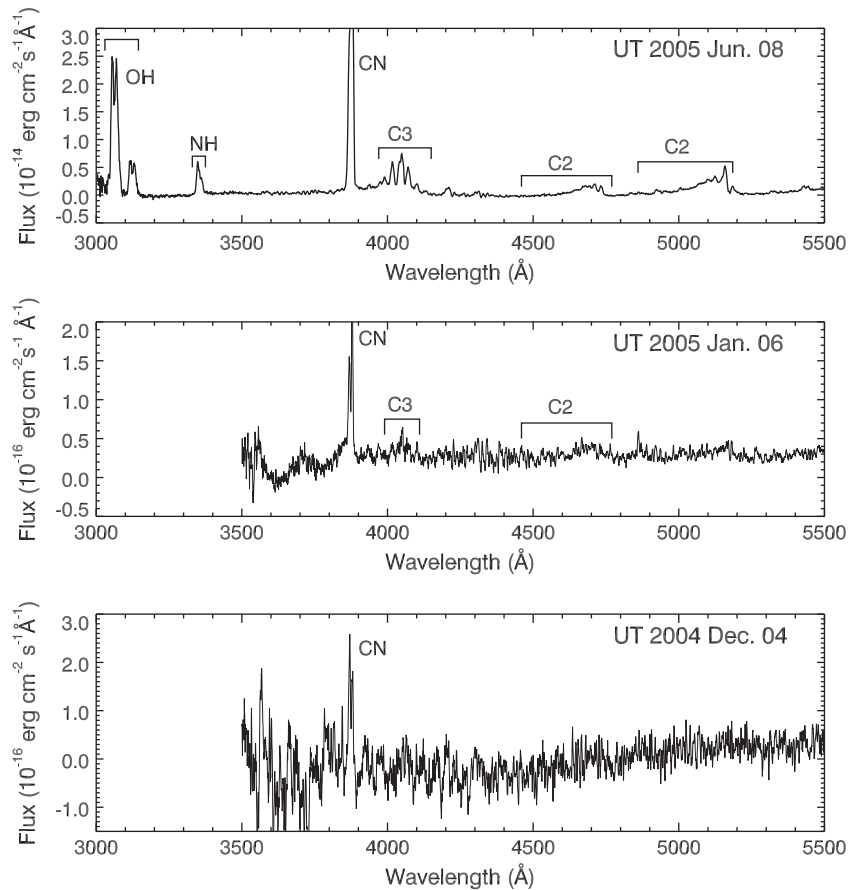 UT 2005 Jun. 08
3.0
2.5
2.0
1.5
1.0
0.5
0.0
-0.5
Flux (10⁻¹⁴ erg cm⁻²s⁻¹Å⁻¹)
OH
NH
CN
C3
C2
C2
3000 3500 4000 4500 5000 5500
Wavelength (Å)
UT 2005 Jan. 06
2.0
1.5
1.0
0.5
0.0
-0.5
Flux (10⁻¹⁶ erg cm⁻²s⁻¹ Å⁻¹)
CN
C3
C2
3000 3500 4000 4500 5000 5500
Wavelength (Å)
UT 2004 Dec. 04
3.0
2.0
1.0
0.0
-1.0
Flux (10⁻¹⁶ erg cm⁻² s⁻¹Å⁻¹)
CN
3000 3500 4000 4500 5000 5500
Wavelength (Å)